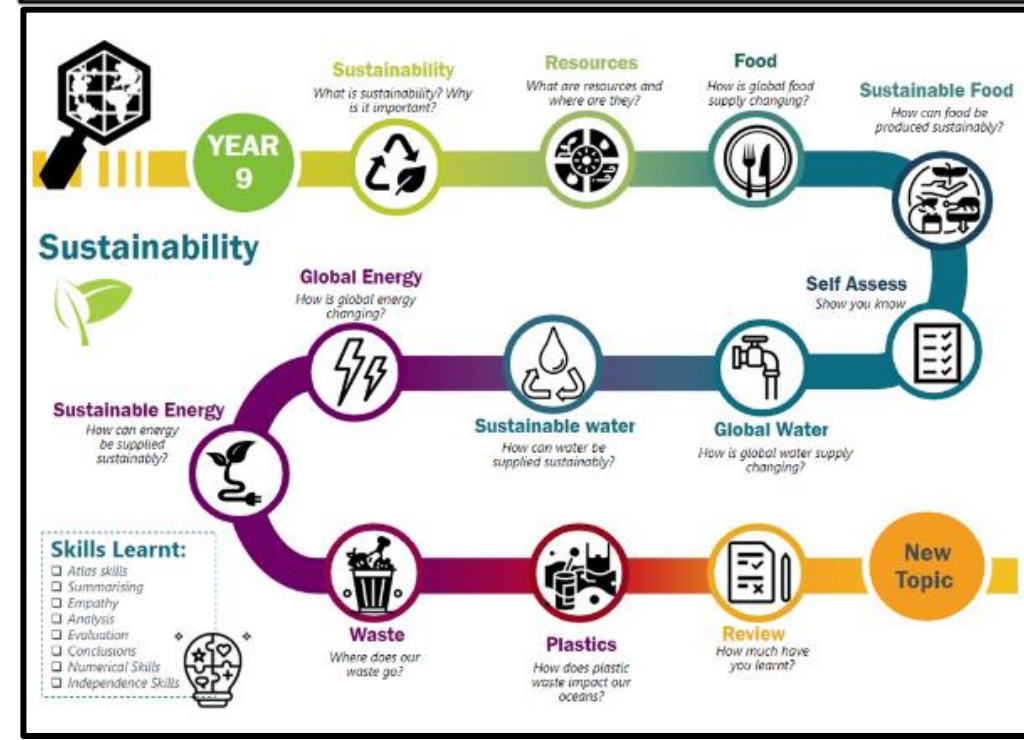 YEAR
9
Sustainability
What is sustainability? Why
is it important?
Resources
What are resources and
where are they?
Food
How is global food
supply changing?
Sustainable Food
How can food be
produced sustainably?
Sustainability
Self Assess
Show you know
Global Water
How is global water supply
changing?
Sustainable water
How can water be
supplied sustainably?
Global Energy
How is global energy
changing?
Sustainable Energy
How can energy
be supplied
sustainably?
Waste
Where does our
waste go?
Plastics
How does plastic
waste impact our
oceans?
Review
How much have
you learnt?
New
Topic
Skills Learnt:
Atlas skills
Summarising
Empathy
Analysis
Evaluation
Conclusions
Numerical Skills
Independence Skills